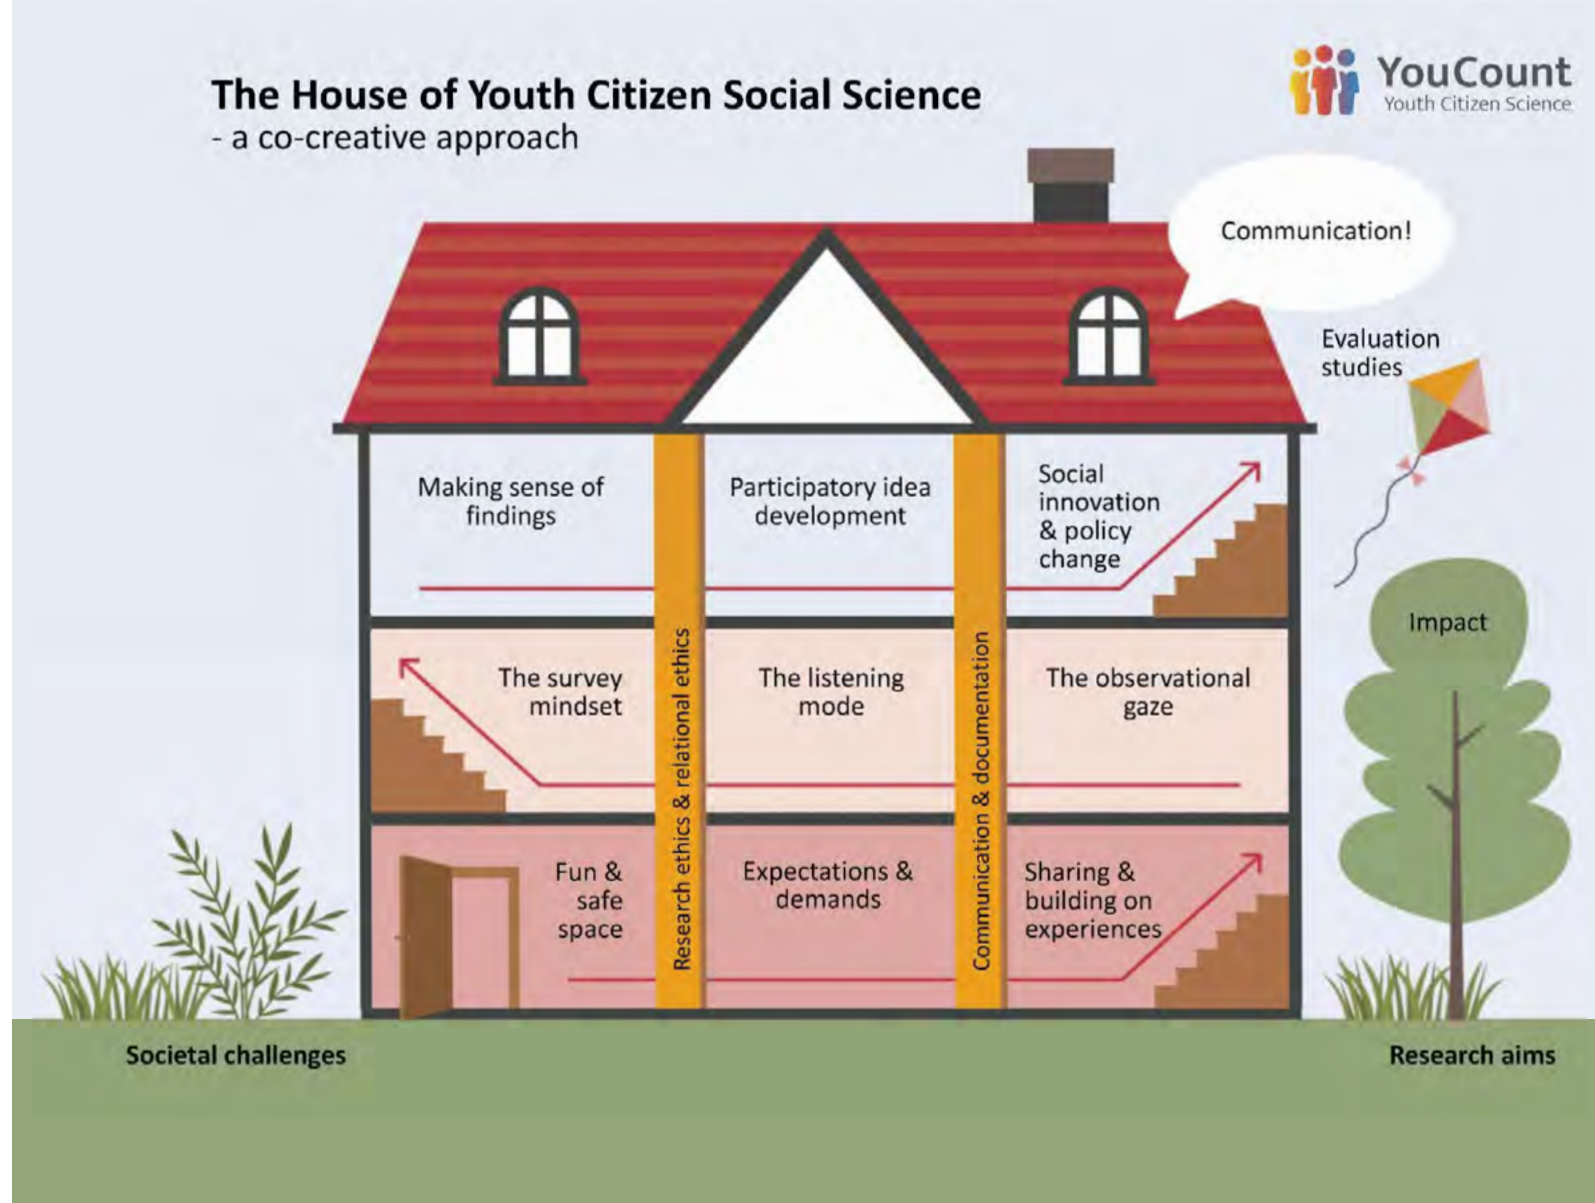 The House of Youth Citizen Social Science
- a co-creative approach
YouCount
Youth Citizen Science
Communication!
Evaluation
studies
Making sense of
findings
Participatory idea
development
Social
innovation
& policy
change
Impact
The survey
mindset
The listening
mode
The observational
gaze
Research ethics & relational ethics
Communication & documentation
Fun &
safe
space
Expectations &
demands
Sharing &
building on
experiences
Societal challenges
Research aims